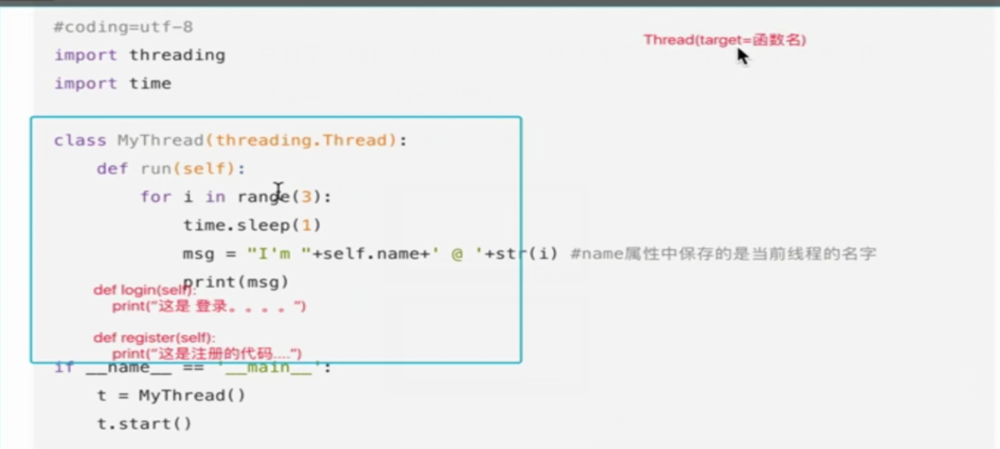 #coding=utf-8
Thread(target=函数名)
import threading
import time
class MyThread(threading.Thread):
def run(self):
for i in range(3):
time.sleep(1)
msg = "I'm "+self.name+' @ '+str(i) #name属性中保存的是当前线程的名字
print(msg)
def login(self):
print(“这是 登录。。。。”)
def register(self):
print(“这是注册的代码....”)
if __name__ == '__main__':
t = MyThread()
t.start()